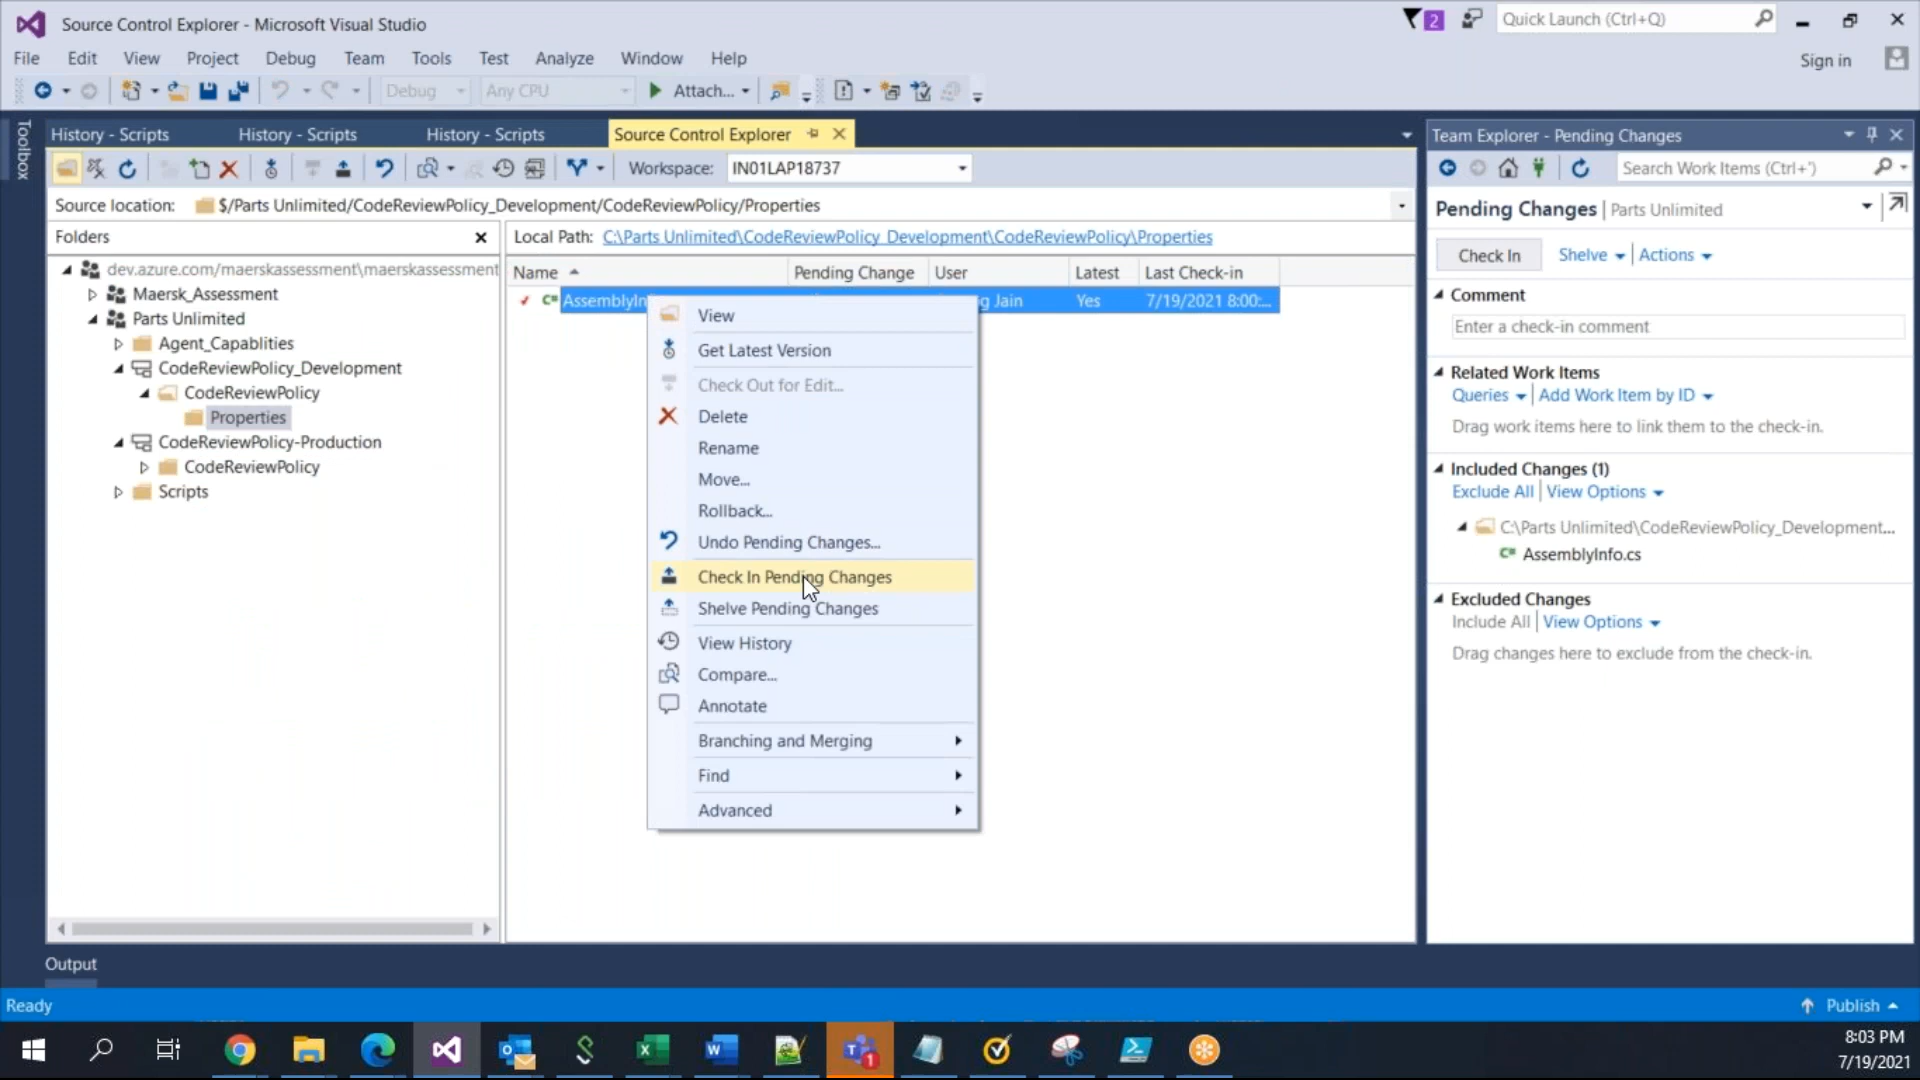 Source Control Explorer - Microsoft Visual Studio
2
Quick Launch (Ctrl+Q)
File Edit View Project Debug Team Tools Test Analyze Window Help
Sign in
Debug Any CPU Attach...
Toolbox
History - Scripts History - Scripts History - Scripts Source Control Explorer
Workspace: IN01LAP18737
Source location: $/Parts Unlimited/CodeReviewPolicy_Development/CodeReviewPolicy/Properties
Folders
dev.azure.com/maerskassessment\maerskassessment
Maersk_Assessment
Parts Unlimited
Agent_Capablities
CodeReviewPolicy_Development
CodeReviewPolicy
Properties
CodeReviewPolicy-Production
CodeReviewPolicy
Scripts
Local Path: C:\Parts Unlimited\CodeReviewPolicy_Development\CodeReviewPolicy\Properties
Name Pending Change User Latest Last Check-in
Jain Yes 7/19/2021 8:00:...
View
Get Latest Version
Check Out for Edit...
Delete
Rename
Move...
Rollback...
Undo Pending Changes...
Check In Pending Changes
Shelve Pending Changes
View History
Compare...
Annotate
Branching and Merging
Find
Advanced
Team Explorer - Pending Changes
Search Work Items (Ctrl+')
Pending Changes | Parts Unlimited
Check In Shelve Actions
Comment
Enter a check-in comment
Related Work Items
Queries Add Work Item by ID
Drag work items here to link them to the check-in.
Included Changes (1)
Exclude All View Options
C:\Parts Unlimited\CodeReviewPolicy_Development...
C# AssemblyInfo.cs
Excluded Changes
Include All View Options
Drag changes here to exclude from the check-in.
Output
Ready
Publish
1
8:03 PM
7/19/2021